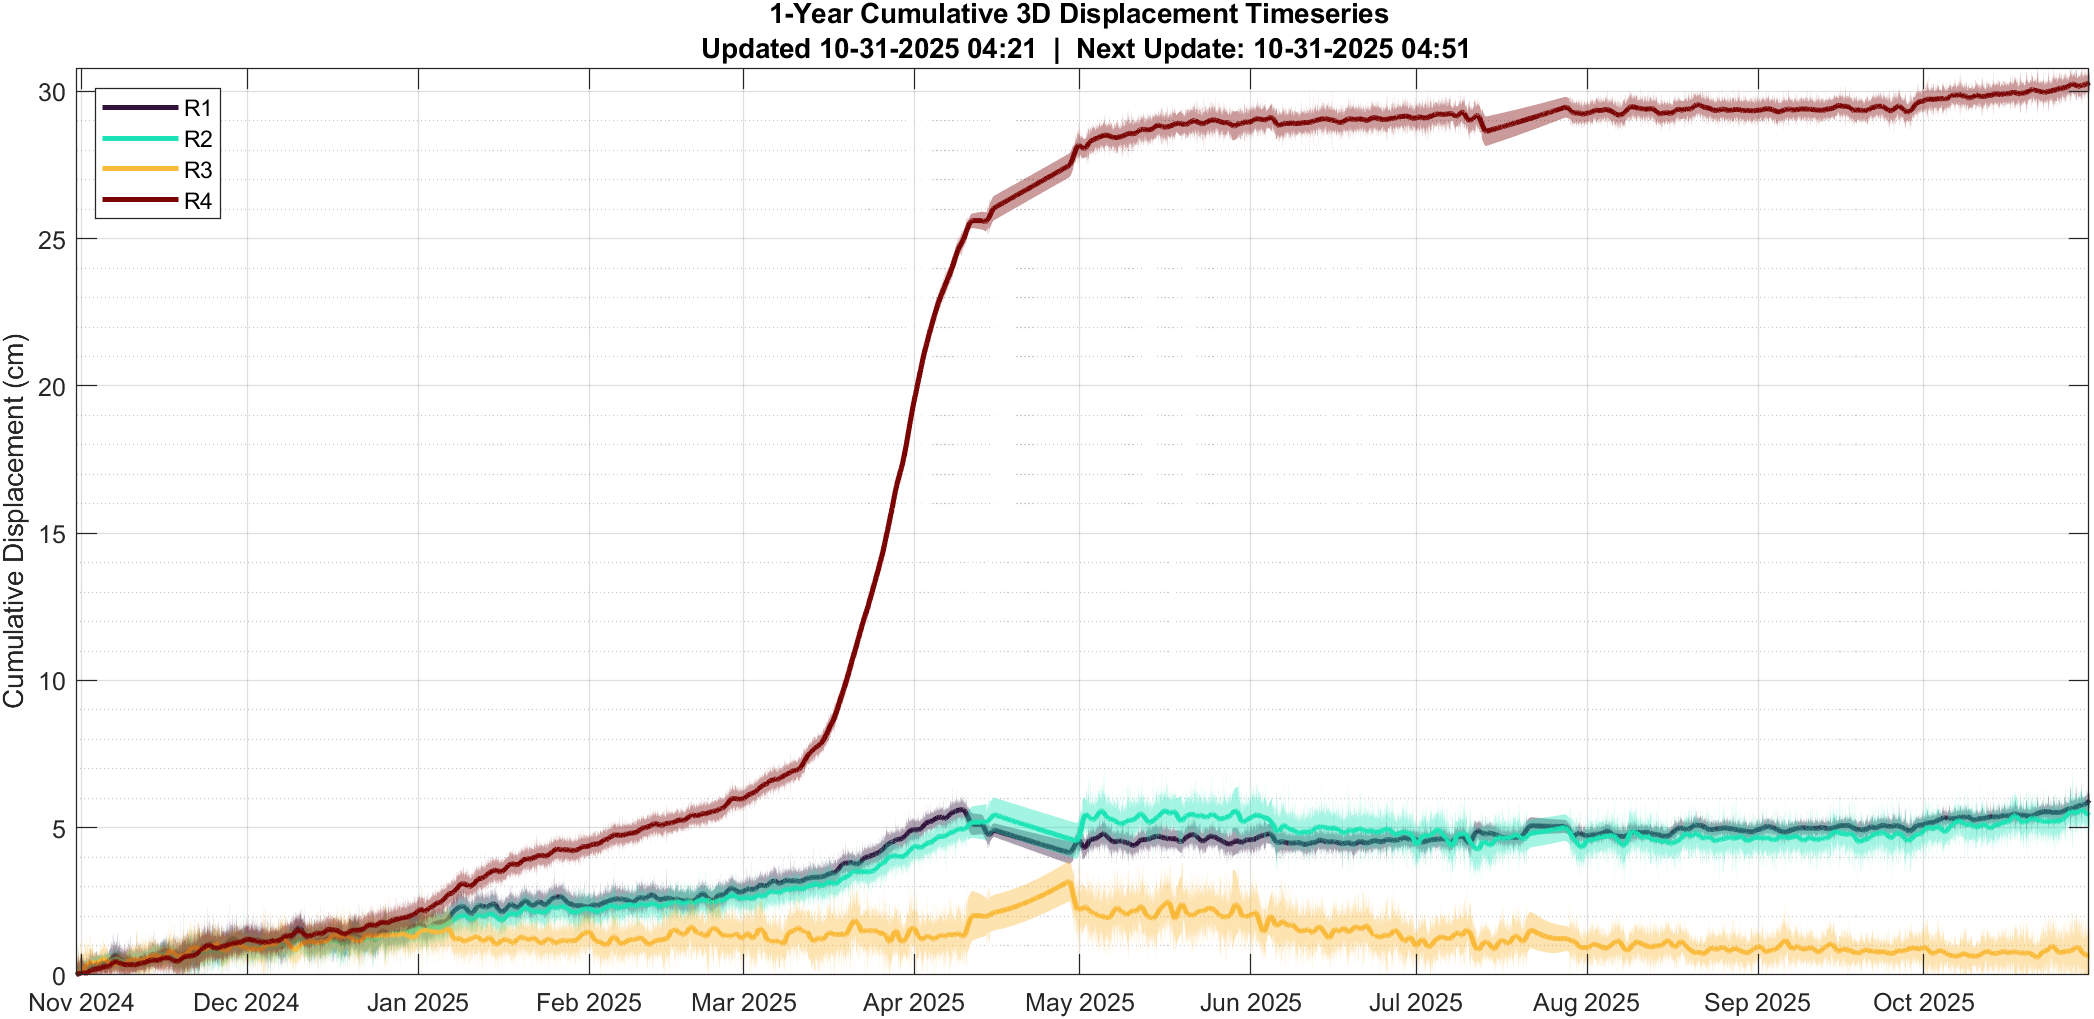 1-Year Cumulative 3D Displacement Timeseries
Updated 10-31-2025 04:21 | Next Update: 10-31-2025 04:51
Cumulative Displacement (cm)
30
25
20
15
10
5
0
R1
R2
R3
R4
Nov 2024 Dec 2024 Jan 2025 Feb 2025 Mar 2025 Apr 2025 May 2025 Jun 2025 Jul 2025 Aug 2025 Sep 2025 Oct 2025